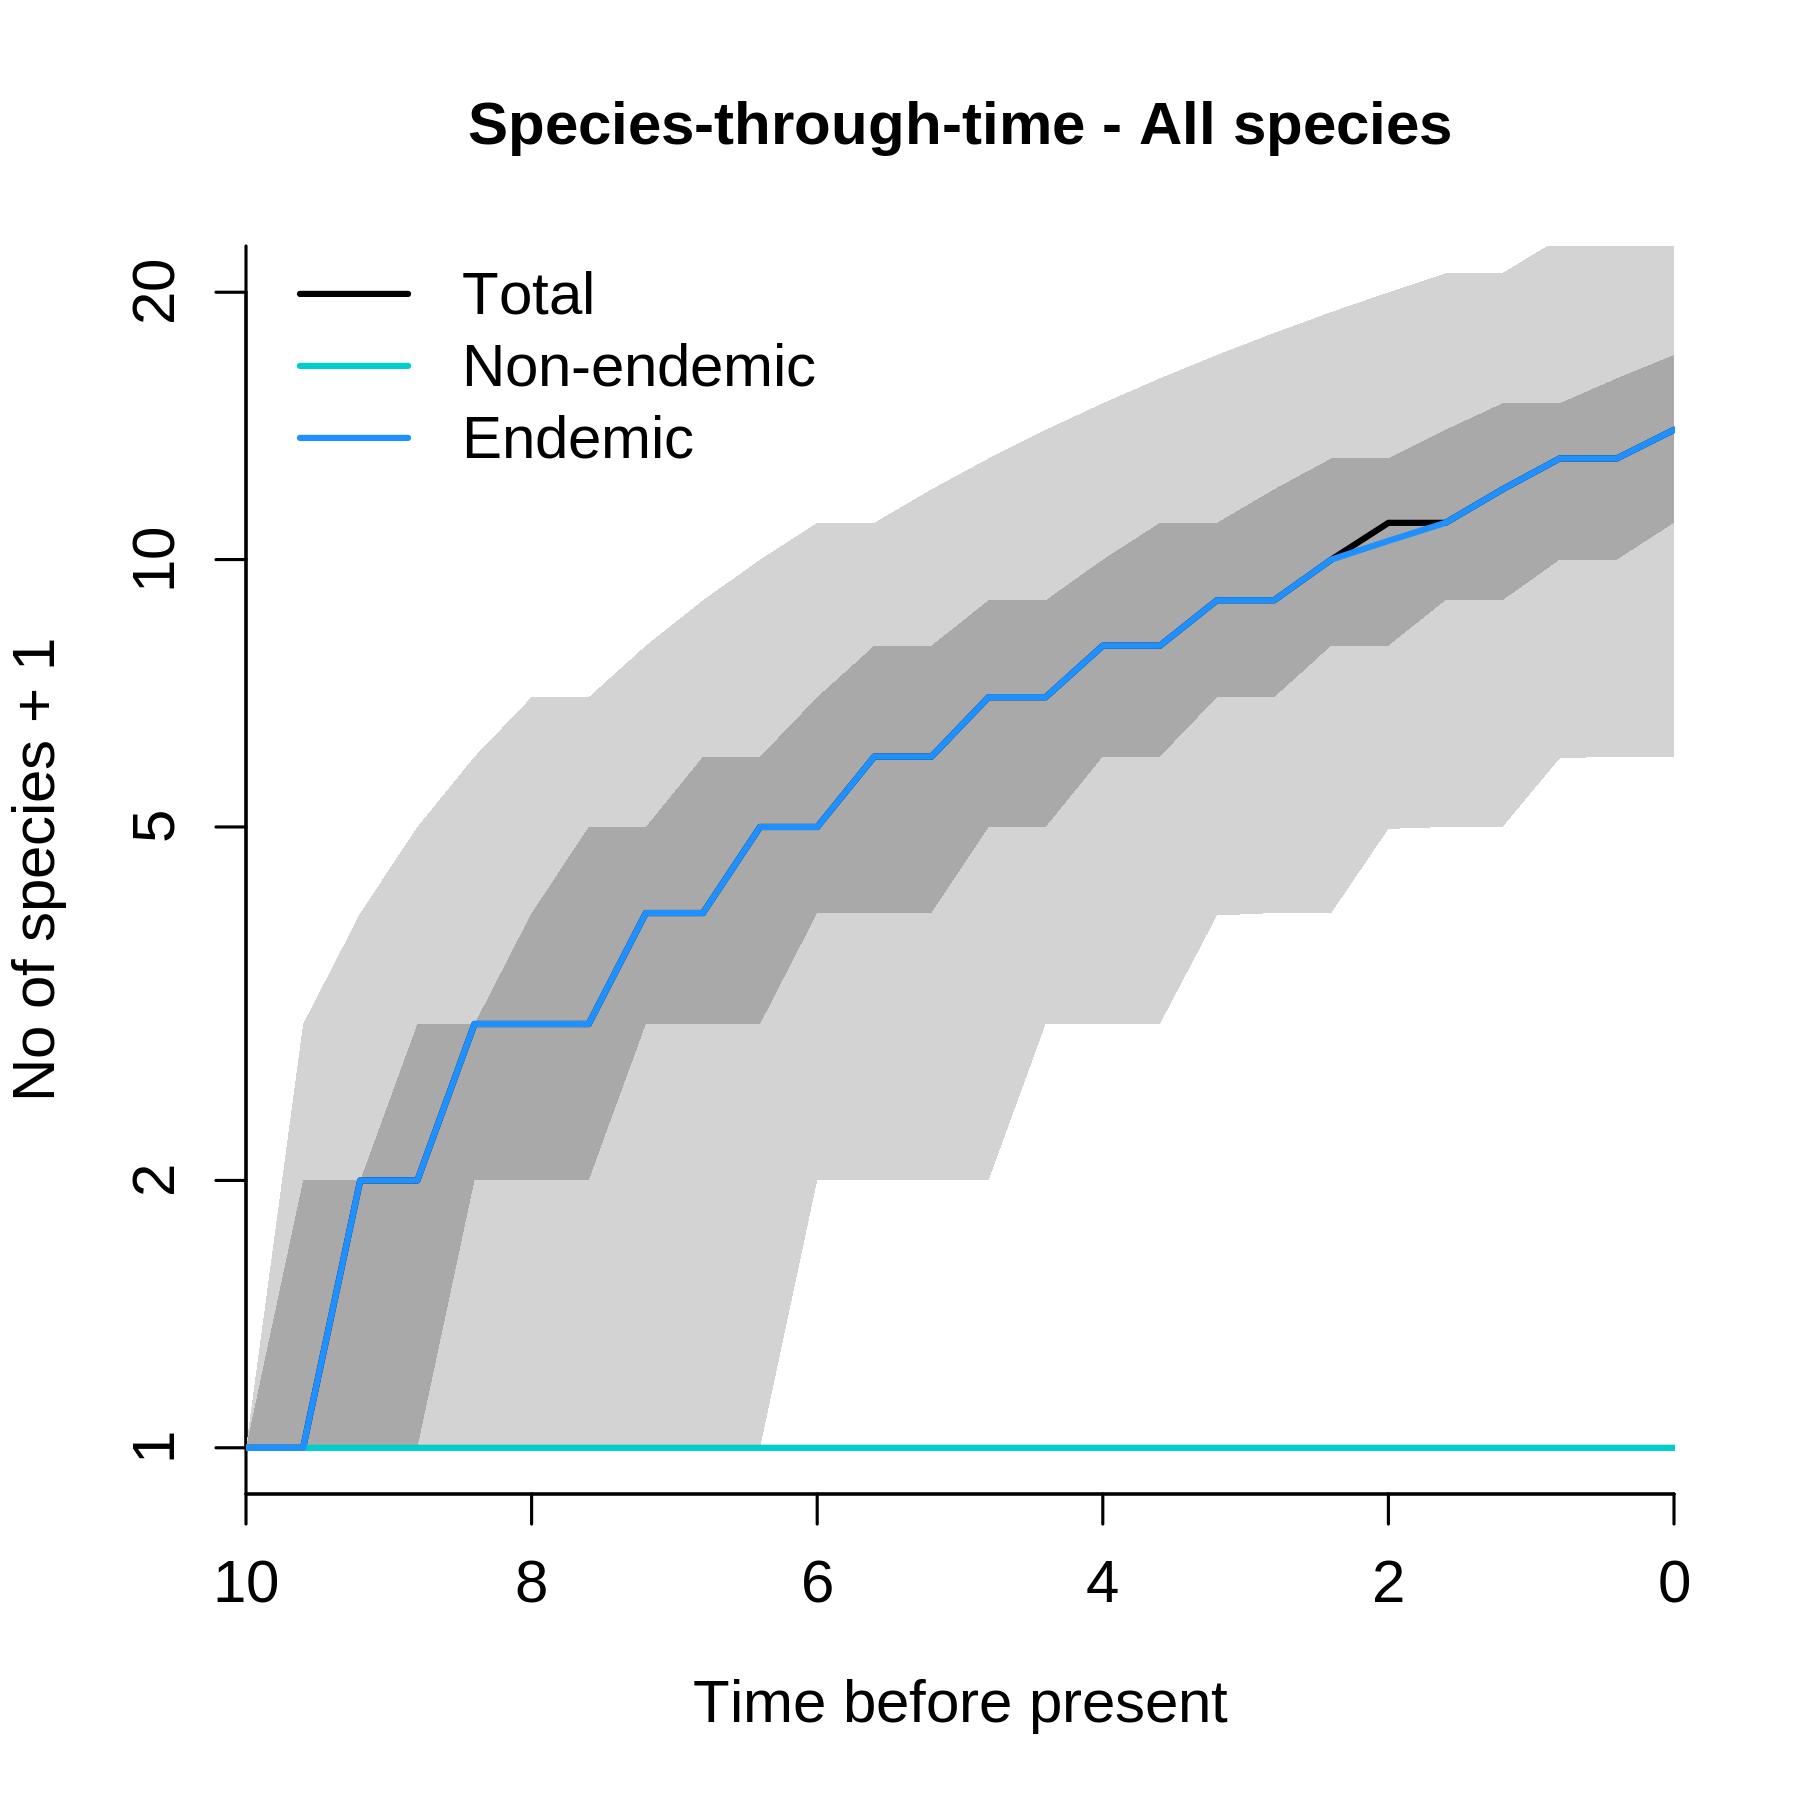 Species-through-time - All species
Total
Non-endemic
Endemic
No of species + 1
20
10
5
2
1
10 8 6 4 2 0
Time before present